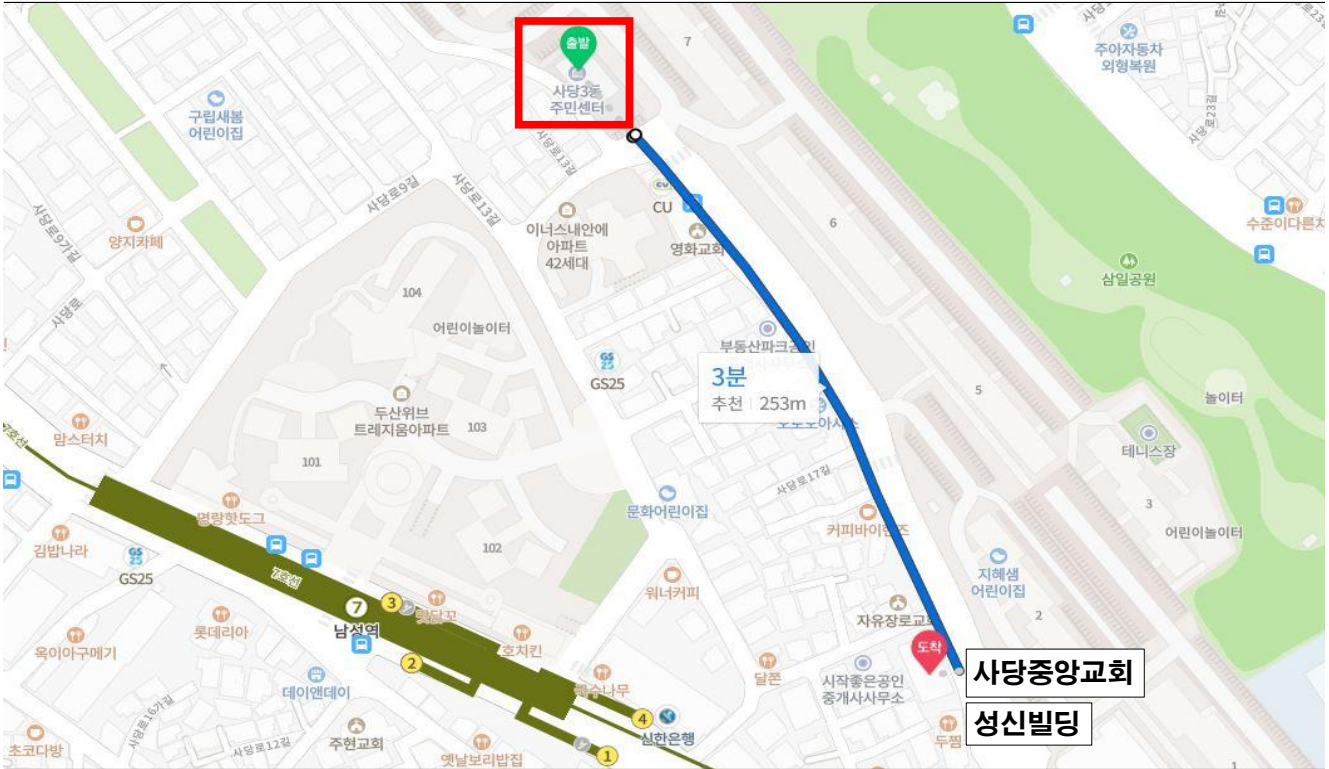 출발
사당3동
주민센터
7
주아자동차
외형복원
사당로23길
구립새봄
어린이집
사당로13길
사당로9길
사당로13길
CU
CU
이너스내안에
아파트
42세대
영화교회
6
수준이다른치
삼일공원
사당로9가길
양지카페
사당로
104
어린이놀이터
부동산파크공인
GS
25
GS25
3분
추천 253m
5
놀이터
두산위브
트레지움아파트
103
맘스터치
7호선
101
테니스장
사당로17길
3
문화어린이집
커피바이
어린이놀이터
명랑핫도그
김밥나라
GS
25
GS25
102
7호선
지혜샘
어린이집
워너커피
7
남성역
3
2
자유장로교회
롯데리아
옥이아구메기
호치킨
도착
사당중앙교회
데이앤데이
달쫀
시작좋은공인
중개사사무소
4
신한은행
성신빌딩
두찜
사당로16가길
초코다방
사당로12길
주현교회
옛날보리밥집
1
2
1